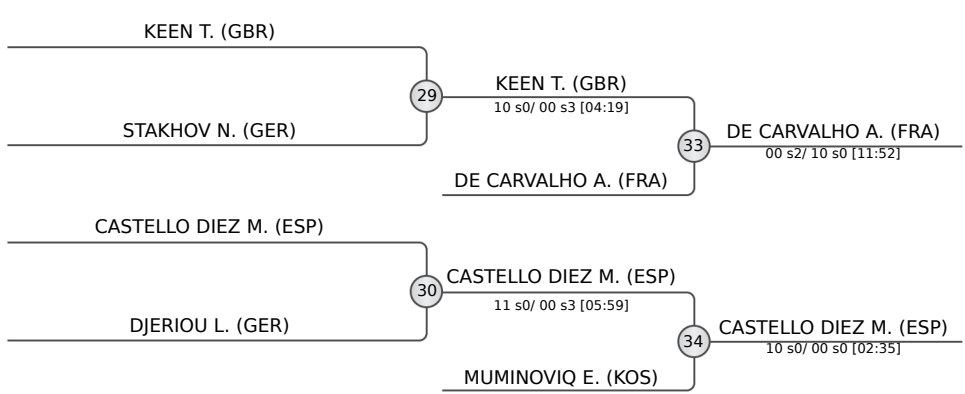 KEEN T. (GBR)
29
STAKHOV N. (GER)
KEEN T. (GBR)
10 s0/ 00 s3 [04:19]
33
DE CARVALHO A. (FRA)
DE CARVALHO A. (FRA)
00 s2/ 10 s0 [11:52]
CASTELLO DIEZ M. (ESP)
30
DJERIOU L. (GER)
CASTELLO DIEZ M. (ESP)
11 s0/ 00 s3 [05:59]
34
MUMINOVIQ E. (KOS)
CASTELLO DIEZ M. (ESP)
10 s0/ 00 s0 [02:35]